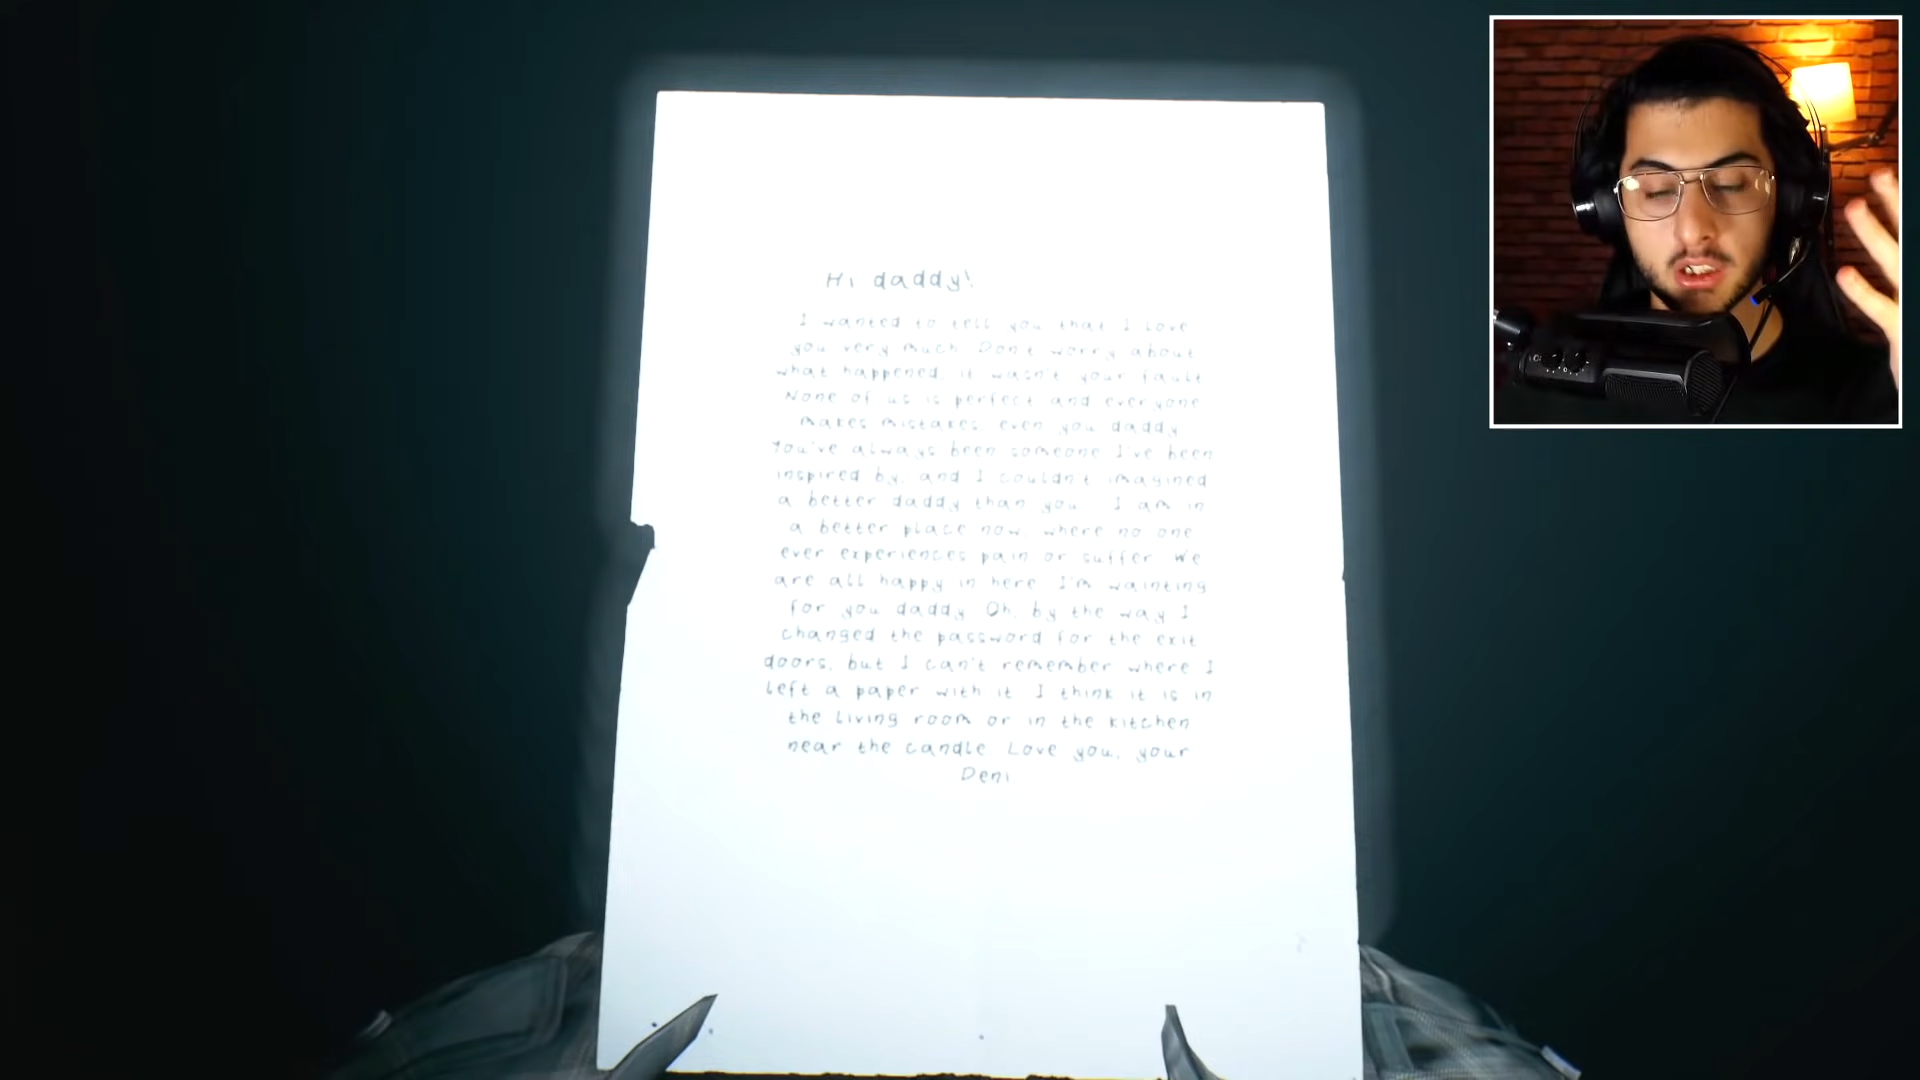 Hi daddy!
I wanted to tell you that I love
you very much. Don't worry about
what happened, it wasn't your fault.
None of us is perfect and everyone
makes mistakes, even you daddy.
You've always been someone I've been
inspired by, and I couldn't imagined
a better daddy than you. I am in
a better place now where no one
ever experiences pain or suffer. We
are all happy in here. I'm wainting
for you daddy. Oh, by the way I
changed the password for the exit
doors, but I can't remember where I
left a paper with it. I think it is in
the living room or in the kitchen
near the candle. Love you, your
Deni